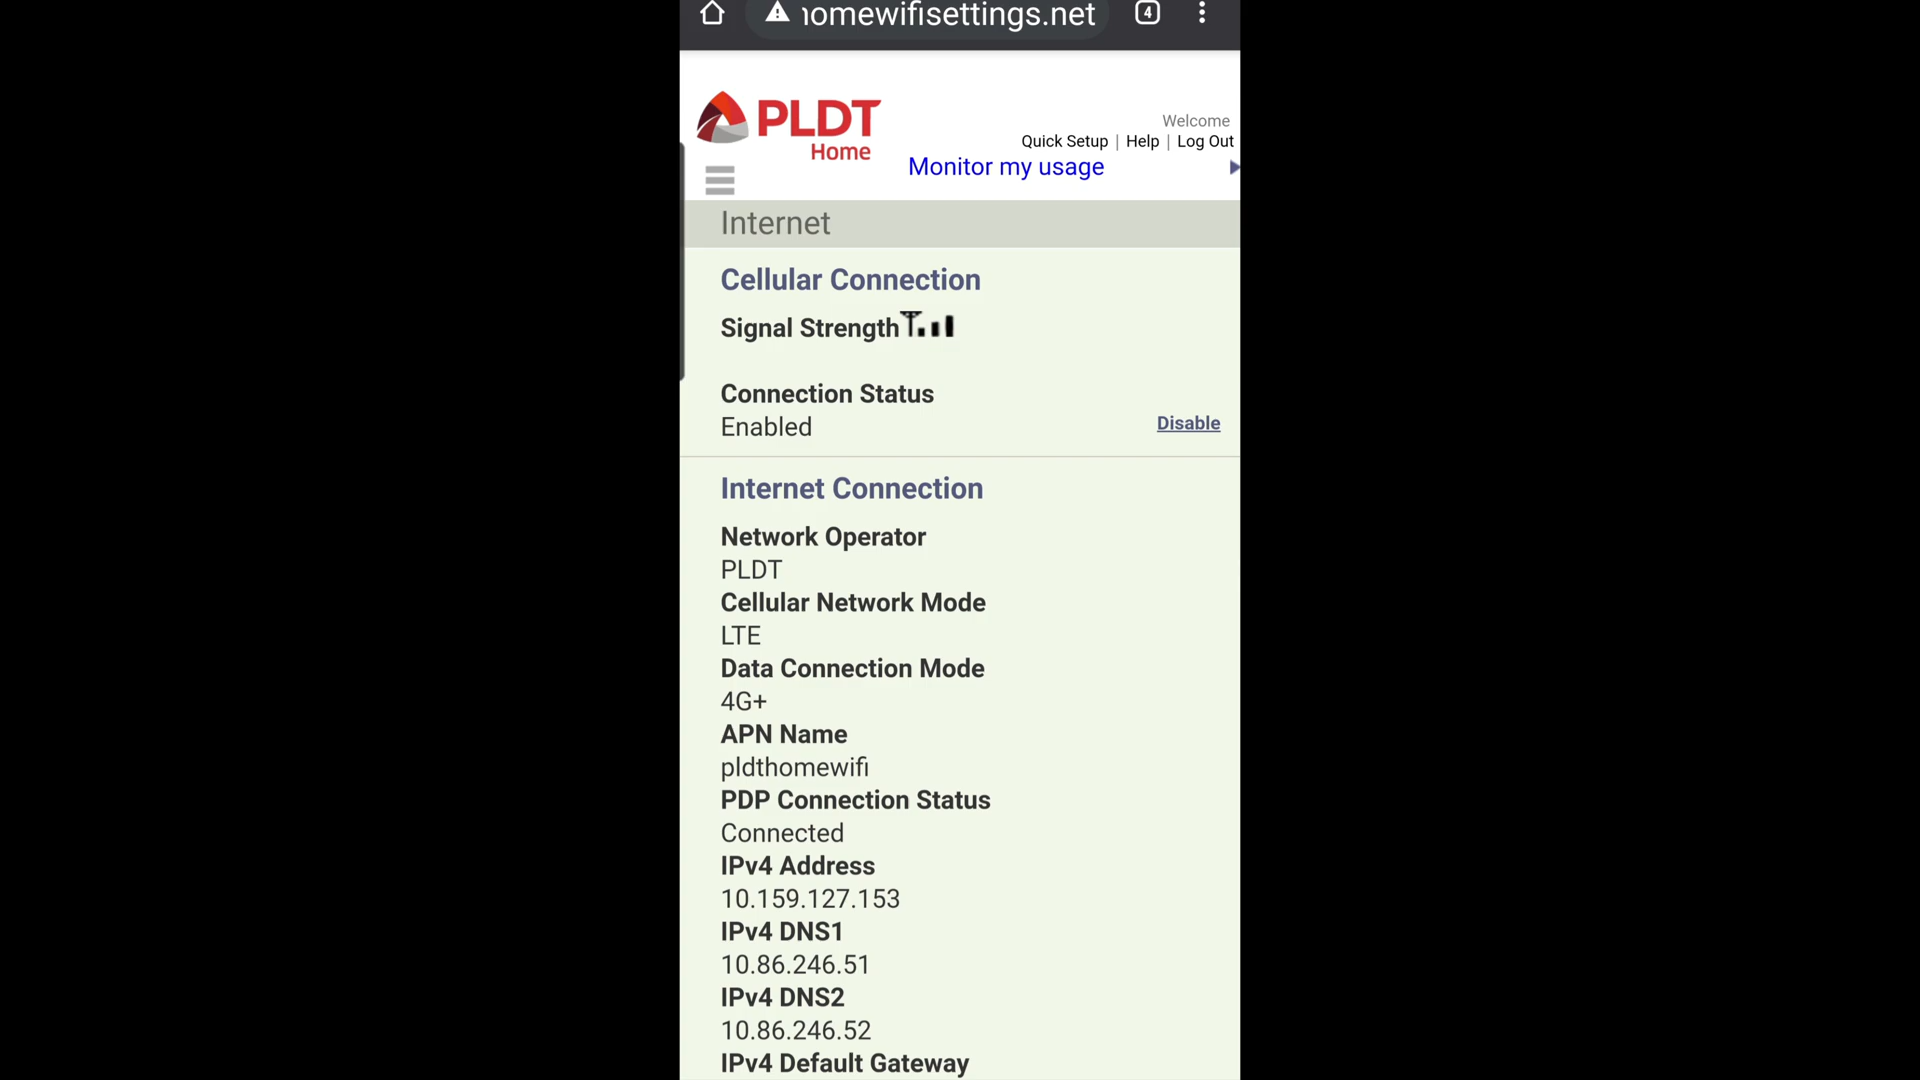 homewifisettings.net
4
PLDT
Home
Welcome
Quick Setup | Help | Log Out
Monitor my usage
Internet
Cellular Connection
Signal Strength
Connection Status
Enabled
Disable
Internet Connection
Network Operator
PLDT
Cellular Network Mode
LTE
Data Connection Mode
4G+
APN Name
pldthomewifi
PDP Connection Status
Connected
IPv4 Address
10.159.127.153
IPv4 DNS1
10.86.246.51
IPv4 DNS2
10.86.246.52
IPv4 Default Gateway